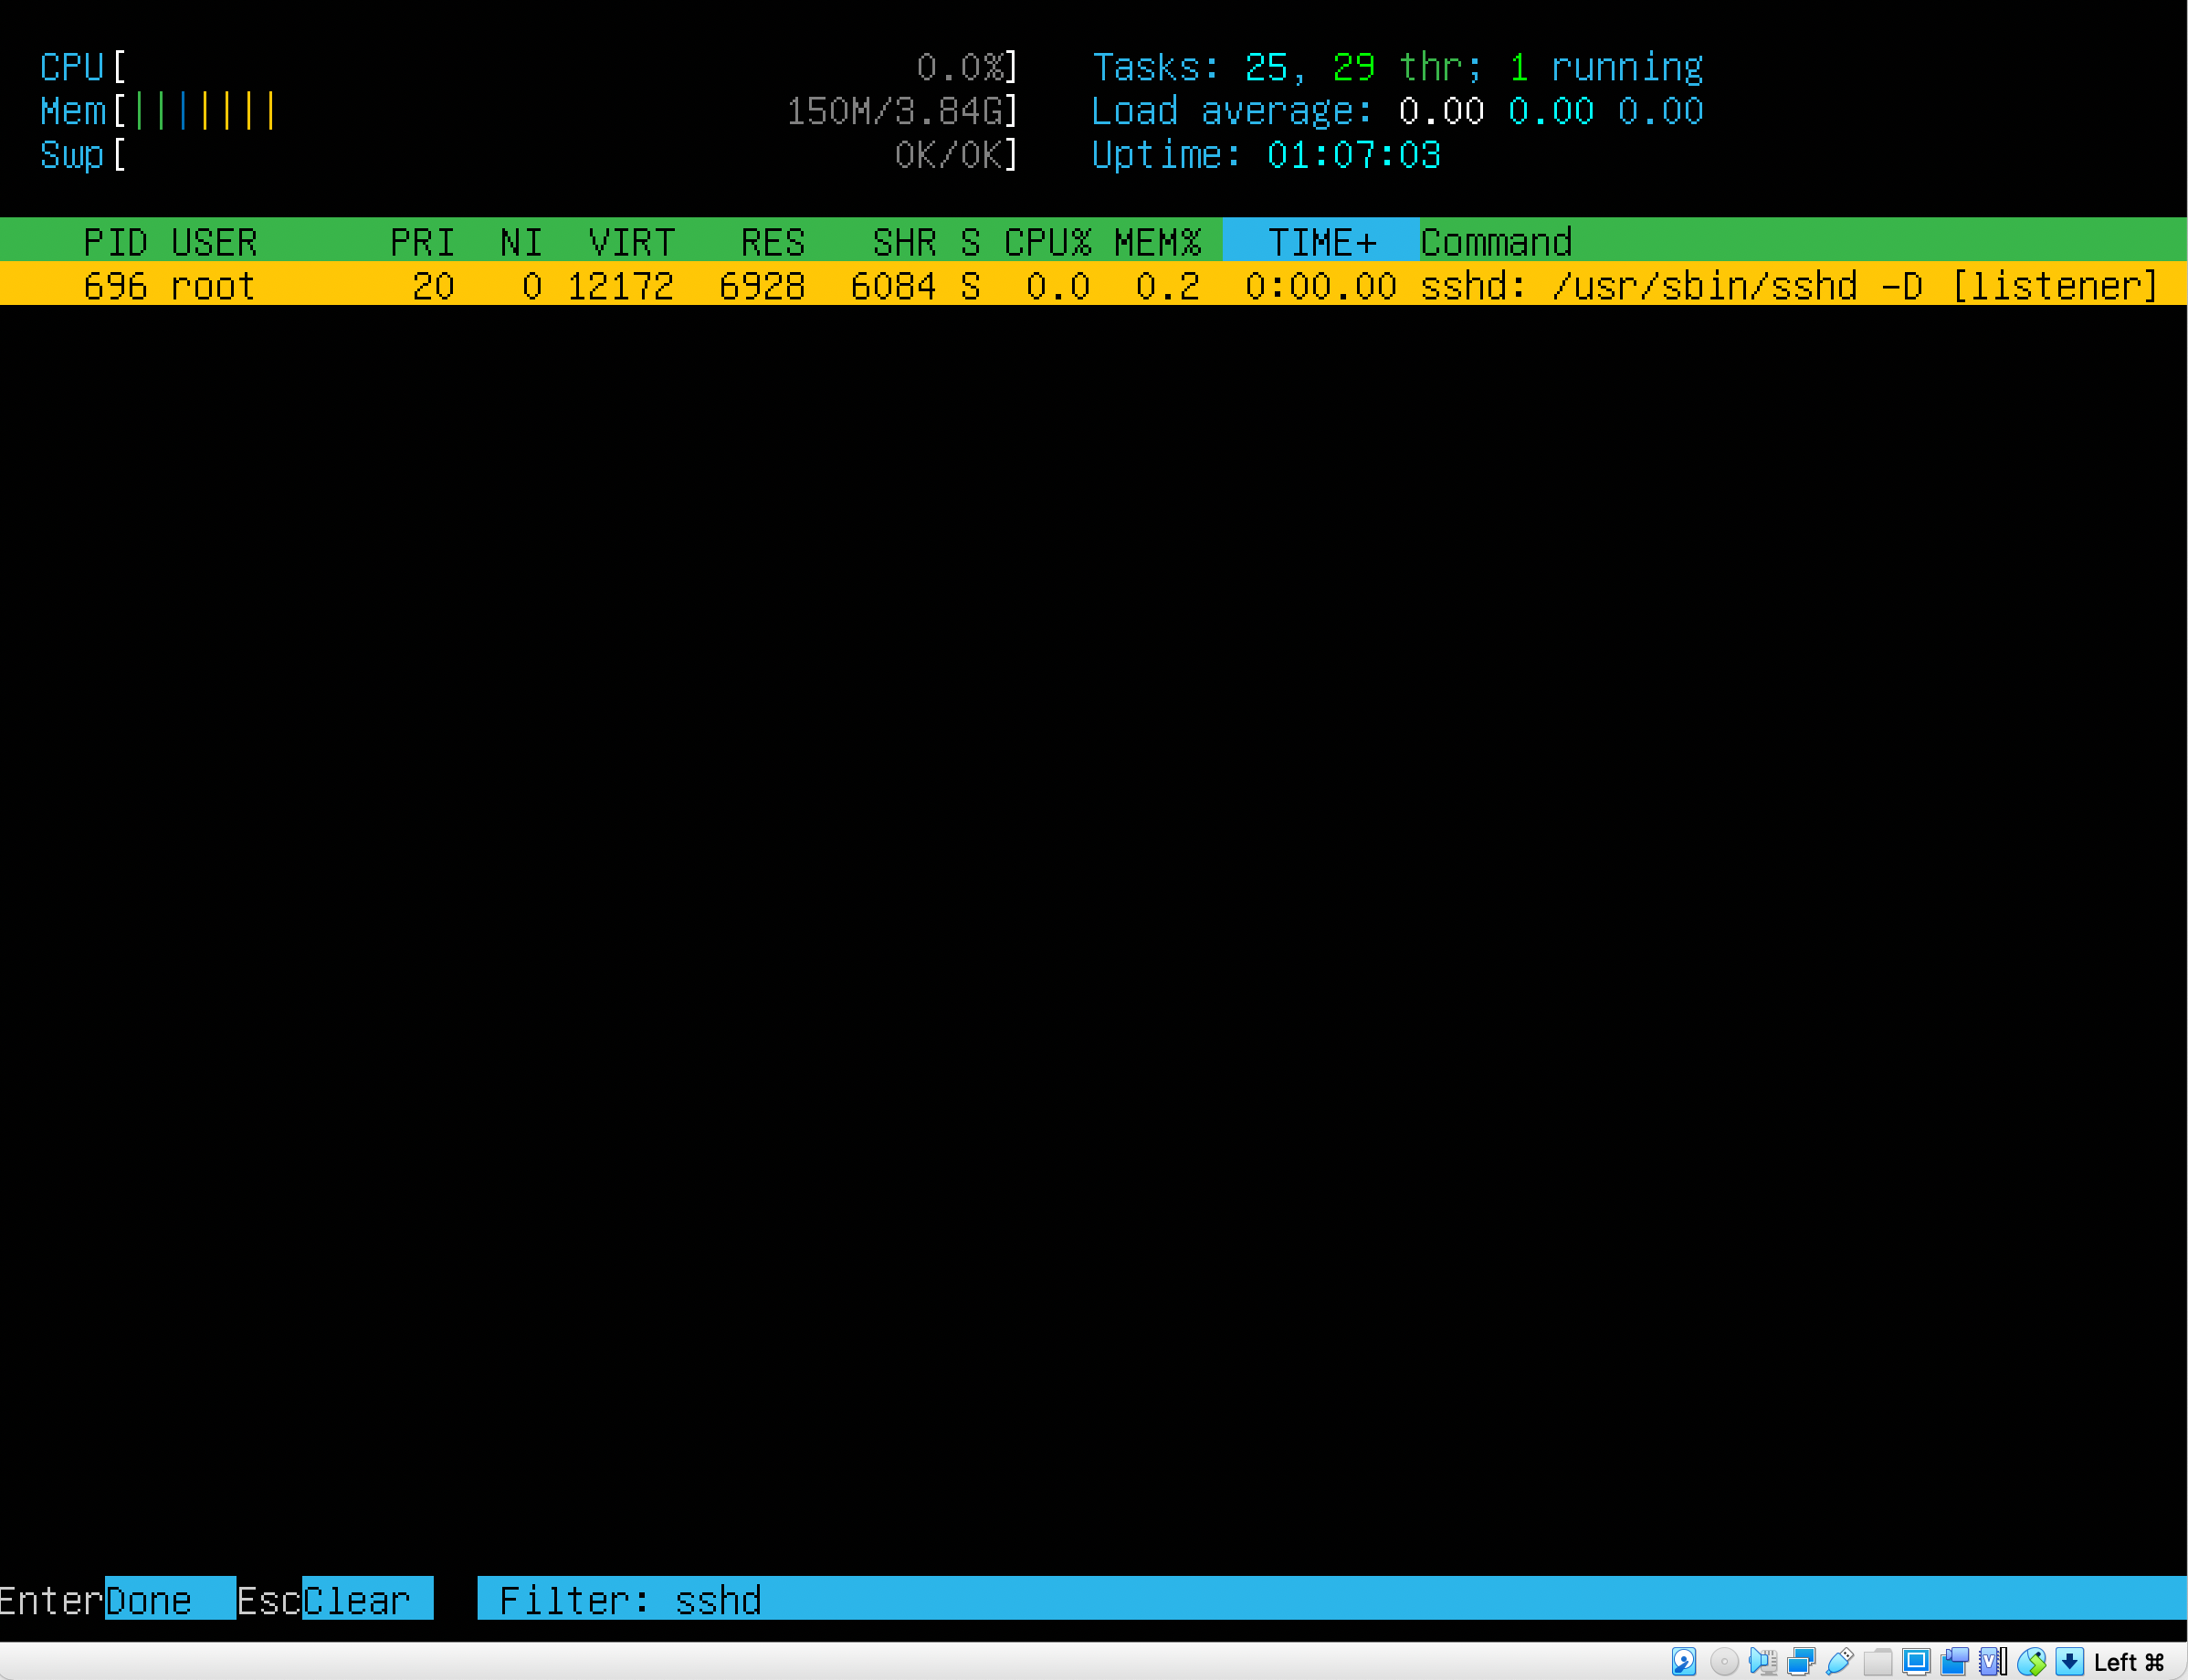 CPU[ 0.0%] Tasks: 25, 29 thr; 1 running
Mem[||||||| 150M/3.84G] Load average: 0.00 0.00 0.00
Swp[ 0K/0K] Uptime: 01:07:03
PID USER PRI NI VIRT RES SHR S CPU% MEM% TIME+ Command
696 root 20 0 12172 6928 6084 S 0.0 0.2 0:00.00 sshd: /usr/sbin/sshd -D [listener]
EnterDone EscClear Filter: sshd
Left ⌘